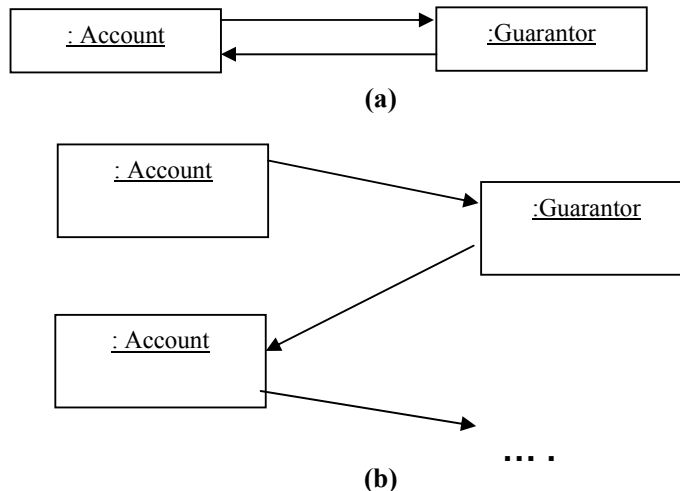 : Account
:Guarantor
(a)
: Account
:Guarantor
: Account
... .
(b)